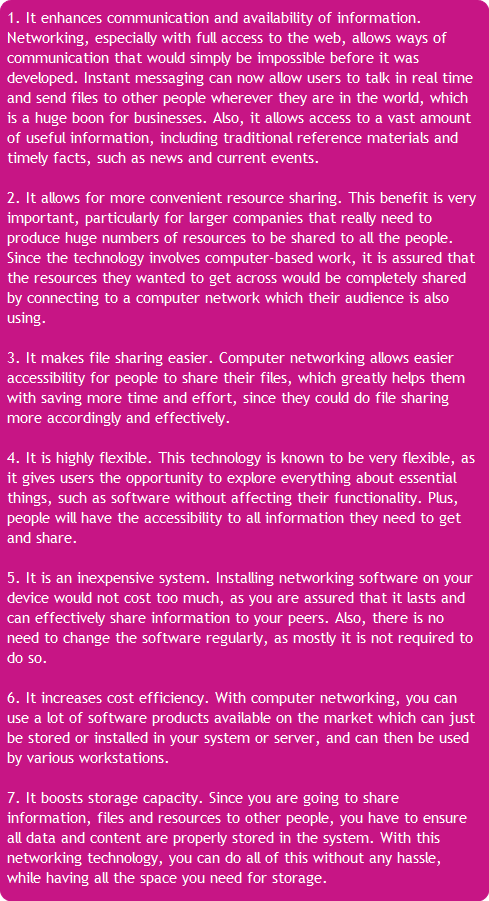 1. It enhances communication and availability of information.
Networking, especially with full access to the web, allows ways of
communication that would simply be impossible before it was
developed. Instant messaging can now allow users to talk in real time
and send files to other people wherever they are in the world, which
is a huge boon for businesses. Also, it allows access to a vast amount
of useful information, including traditional reference materials and
timely facts, such as news and current events.
2. It allows for more convenient resource sharing. This benefit is very
important, particularly for larger companies that really need to
produce huge numbers of resources to be shared to all the people.
Since the technology involves computer-based work, it is assured that
the resources they wanted to get across would be completely shared
by connecting to a computer network which their audience is also
using.
3. It makes file sharing easier. Computer networking allows easier
accessibility for people to share their files, which greatly helps them
with saving more time and effort, since they could do file sharing
more accordingly and effectively.
4. It is highly flexible. This technology is known to be very flexible, as
it gives users the opportunity to explore everything about essential
things, such as software without affecting their functionality. Plus,
people will have the accessibility to all information they need to get
and share.
5. It is an inexpensive system. Installing networking software on your
device would not cost too much, as you are assured that it lasts and
can effectively share information to your peers. Also, there is no
need to change the software regularly, as mostly it is not required to
do so.
6. It increases cost efficiency. With computer networking, you can
use a lot of software products available on the market which can just
be stored or installed in your system or server, and can then be used
by various workstations.
7. It boosts storage capacity. Since you are going to share
information, files and resources to other people, you have to ensure
all data and content are properly stored in the system. With this
networking technology, you can do all of this without any hassle,
while having all the space you need for storage.